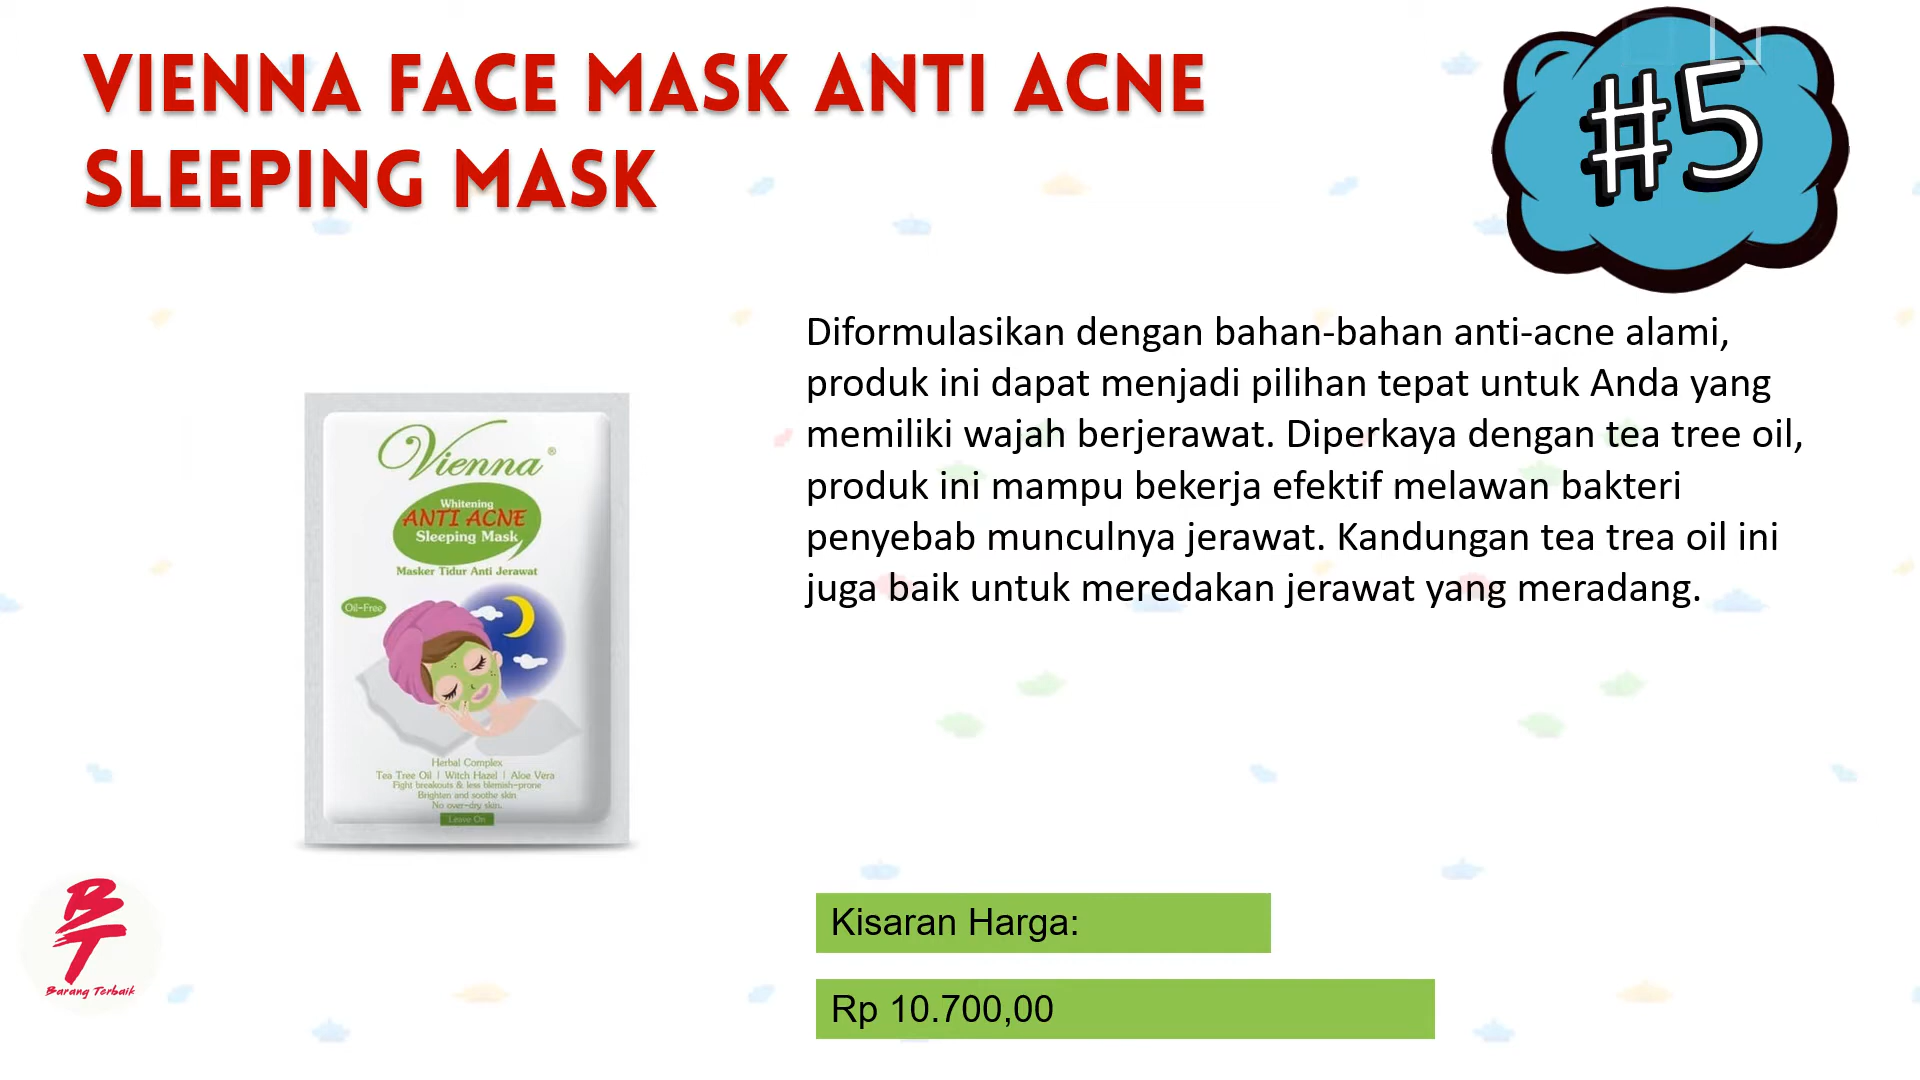 VIENNA FACE MASK ANTI ACNE
SLEEPING MASK
#5
Diformulasikan dengan bahan-bahan anti-acne alami,
produk ini dapat menjadi pilihan tepat untuk Anda yang
memiliki wajah berjerawat. Diperkaya dengan tea tree oil,
produk ini mampu bekerja efektif melawan bakteri
penyebab munculnya jerawat. Kandungan tea trea oil ini
juga baik untuk meredakan jerawat yang meradang.
Vienna®
Whitening
ANTI ACNE
Sleeping Mask
Masker Tidur Anti Jerawat
Oil-Free
Herbal Complex
Tea Tree Oil | Witch Hazel | Aloe Vera
Fight breakouts & less blemish-prone
Brighten and soothe skin
No over-dry skin.
Leave On
BT
Barang Terbaik
Kisaran Harga:
Rp 10.700,00